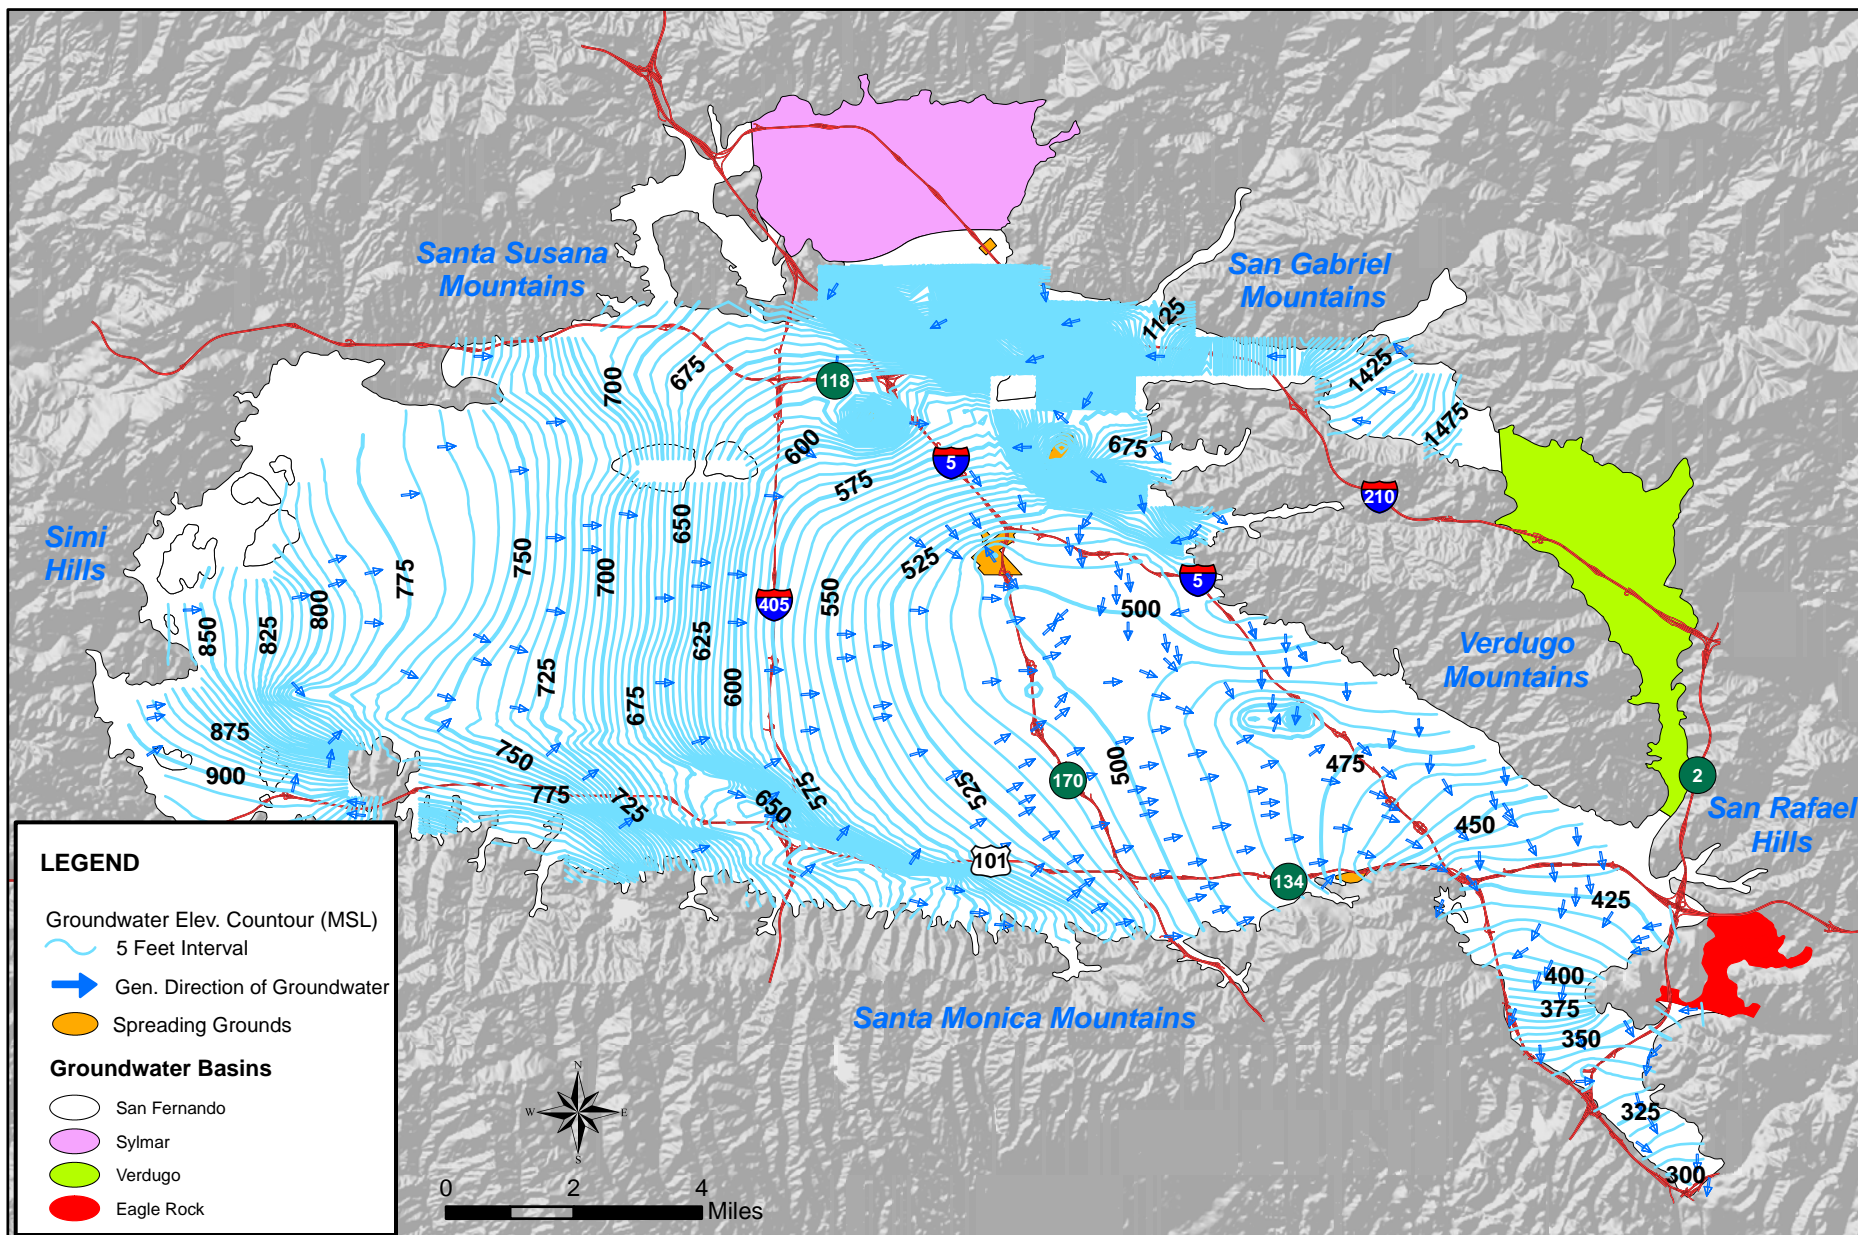 Santa Susana
Mountains
San Gabriel
Mountains
1125
1425
1475
118
700
675
600
575
5
675
210
Simi
Hills
850
825
800
775
750
700
650
625
405
550
525
500
5
Verdugo
Mountains
725
675
600
875
900
750
775
725
650
575
525
500
170
475
450
2
San Rafael
Hills
101
134
425
400
375
350
325
300
Santa Monica Mountains
LEGEND
Groundwater Elev. Countour (MSL)
5 Feet Interval
Gen. Direction of Groundwater
Spreading Grounds
Groundwater Basins
San Fernando
Sylmar
Verdugo
Eagle Rock
N
W
E
S
0 2 4
Miles